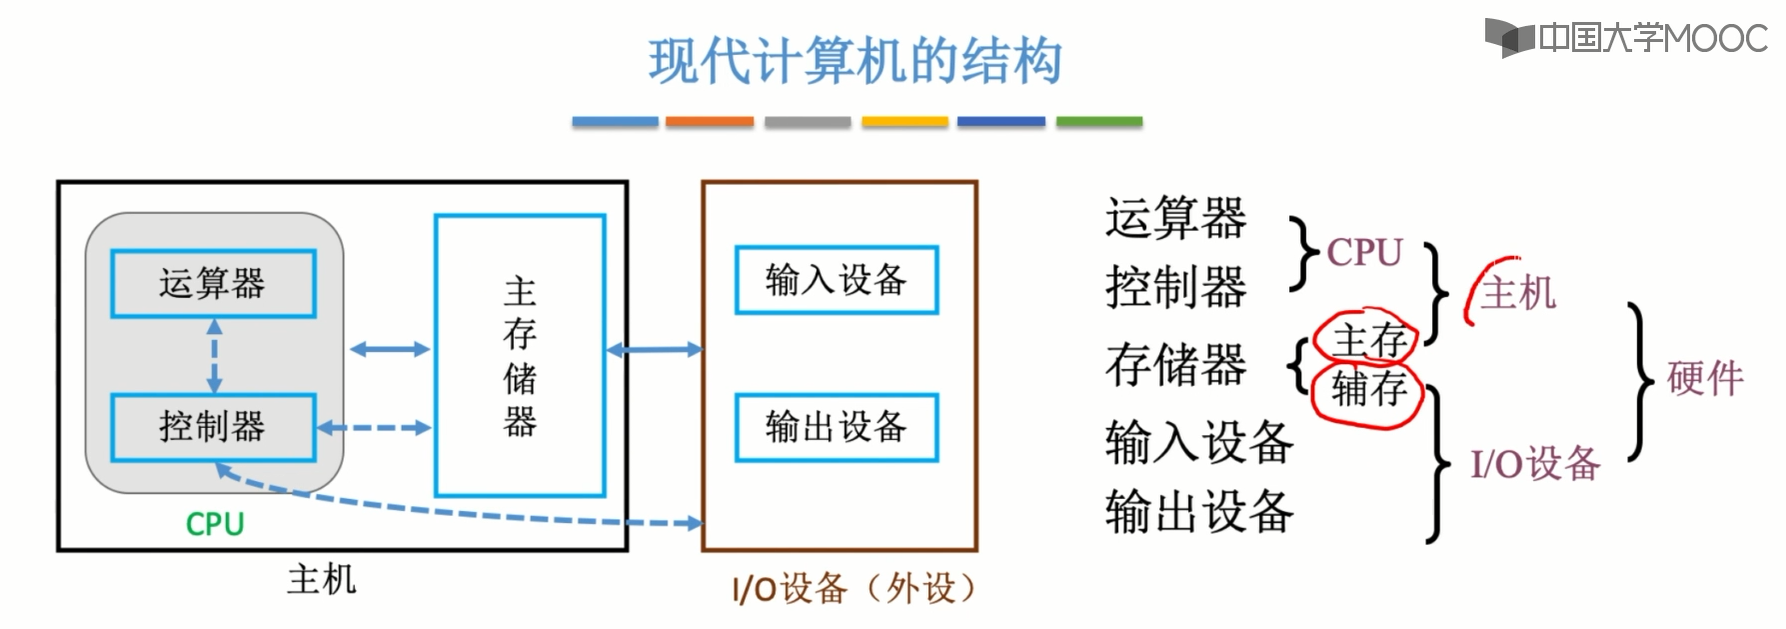 中国大学MOOC
现代计算机的结构
运算器
控制器
CPU
主存储器
主机
输入设备
输出设备
I/O设备（外设）
运算器
控制器
CPU
存储器
主存
辅存
主机
输入设备
输出设备
I/O设备
硬件